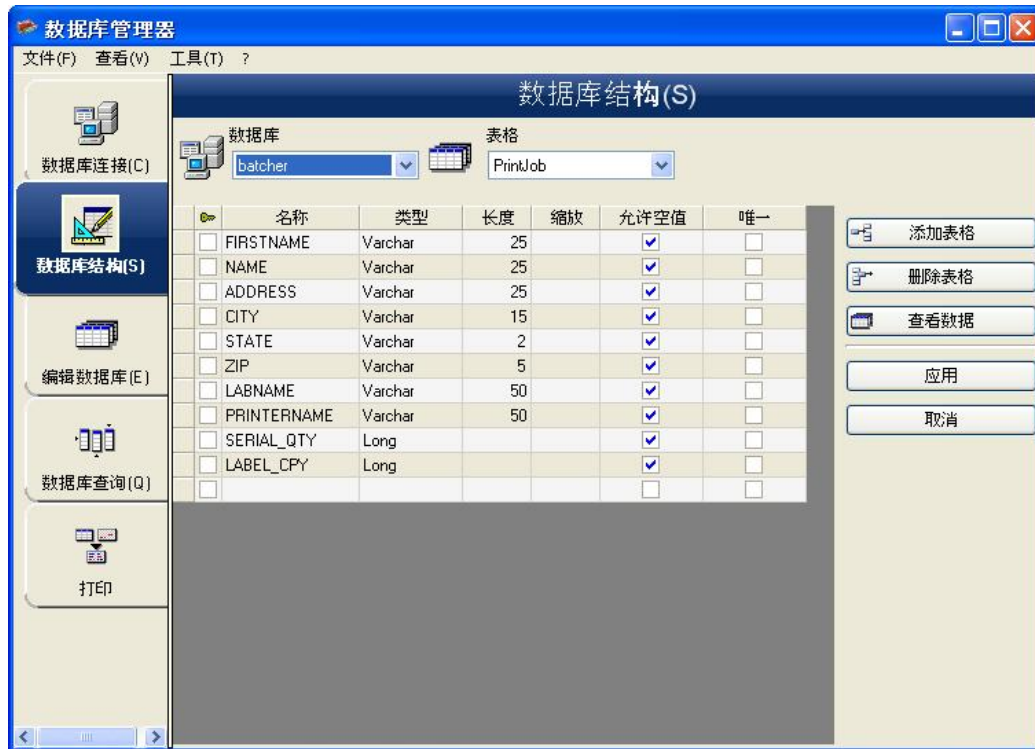 数据库管理器
文件(F) 查看(V) 工具(T) ?
数据库连接(C)
数据库结构(S)
编辑数据库(E)
数据库查询(Q)
打印
数据库结构(S)
数据库 表格
batcher PrintJob
名称 类型 长度 缩放 允许空值 唯一
FIRSTNAME Varchar 25
NAME Varchar 25
ADDRESS Varchar 25
CITY Varchar 15
STATE Varchar 2
ZIP Varchar 5
LABNAME Varchar 50
PRINTERNAME Varchar 50
SERIAL_QTY Long
LABEL_CPY Long
添加表格
删除表格
查看数据
应用
取消